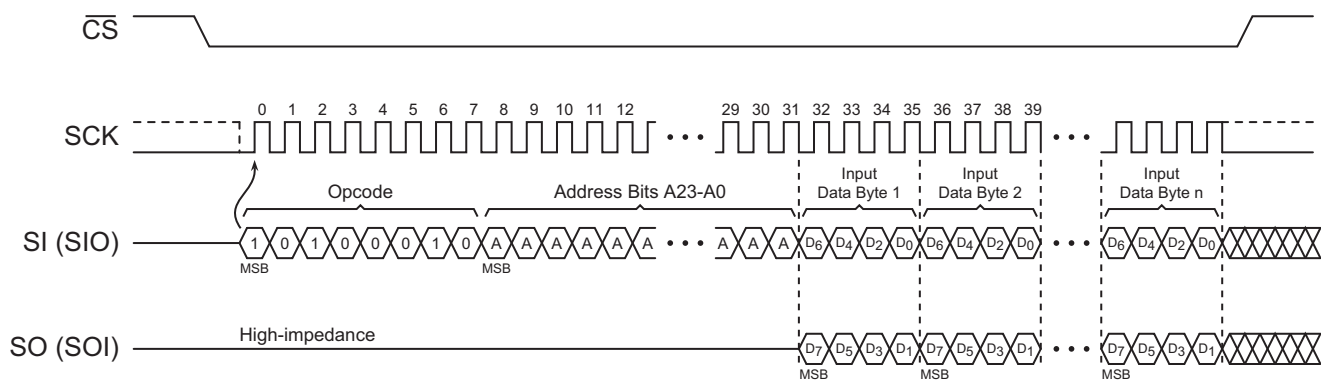 CS
0 1 2 3 4 5 6 7 8 9 10 11 12 29 30 31 32 33 34 35 36 37 38 39
SCK
Opcode
Address Bits A23-A0
Input
Data Byte 1
Input
Data Byte 2
Input
Data Byte n
SI (SIO)
1 0 1 0 0 0 1 0 A A A A A A A A A D6 D4 D2 D0 D6 D4 D2 D0 D6 D4 D2 D0
MSB MSB
High-impedance
SO (SOI)
D7 D5 D3 D1 D7 D5 D3 D1 D7 D5 D3 D1
MSB MSB MSB